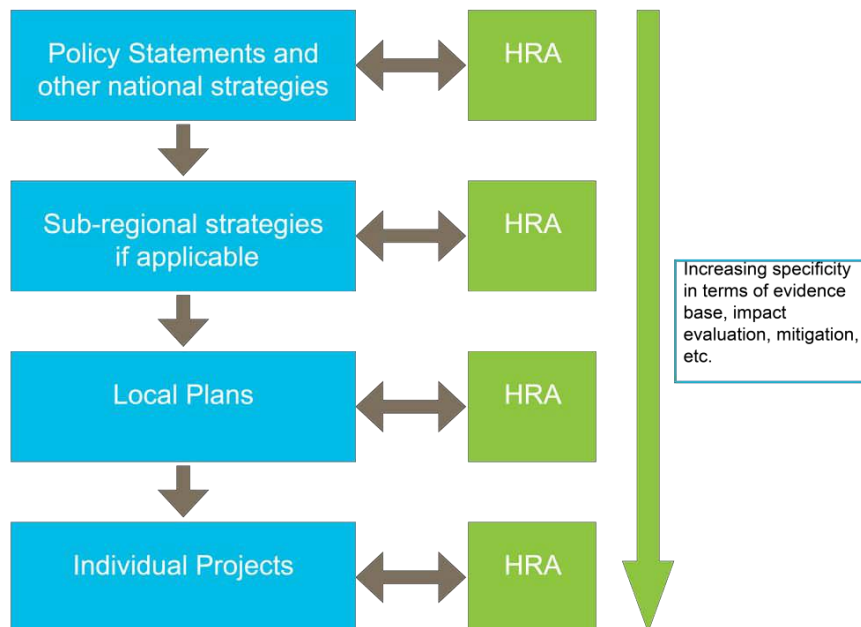 Policy Statements and
other national strategies
HRA
Sub-regional strategies
if applicable
HRA
Increasing specificity
in terms of evidence
base, impact
evaluation, mitigation,
etc.
Local Plans
HRA
Individual Projects
HRA